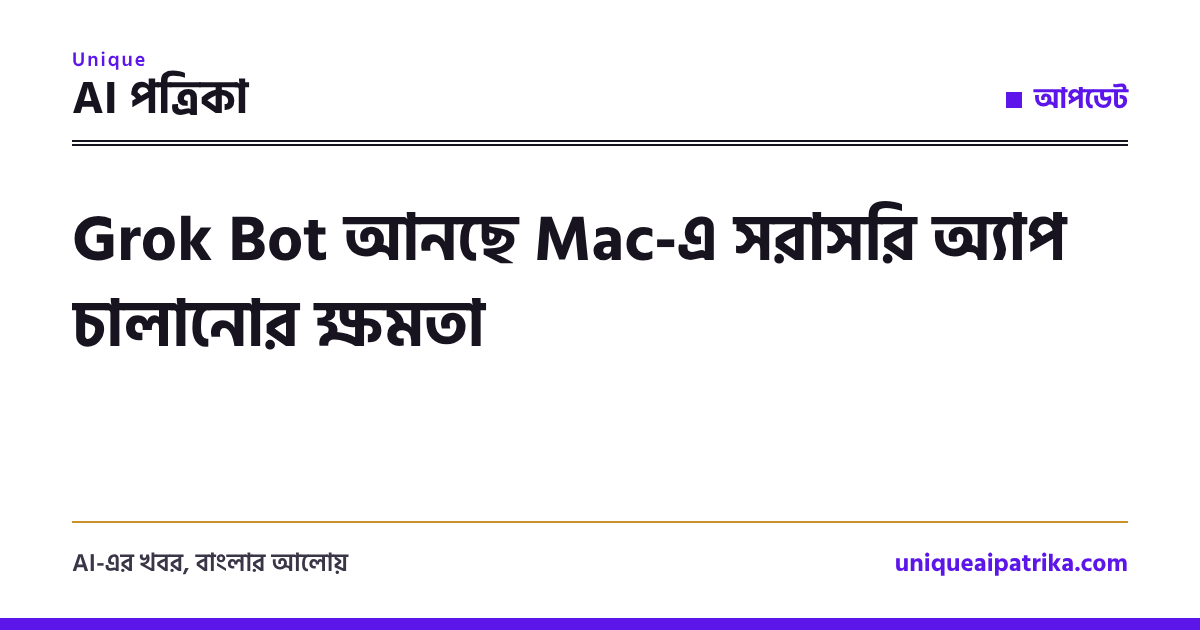 Unique
AI পত্রিকা
আপডেট
Grok Bot আনছে Mac-এ সরাসরি অ্যাপ
চালানোর ক্ষমতা
AI-এর খবর, বাংলার আলোয়
uniqueaipatrika.com